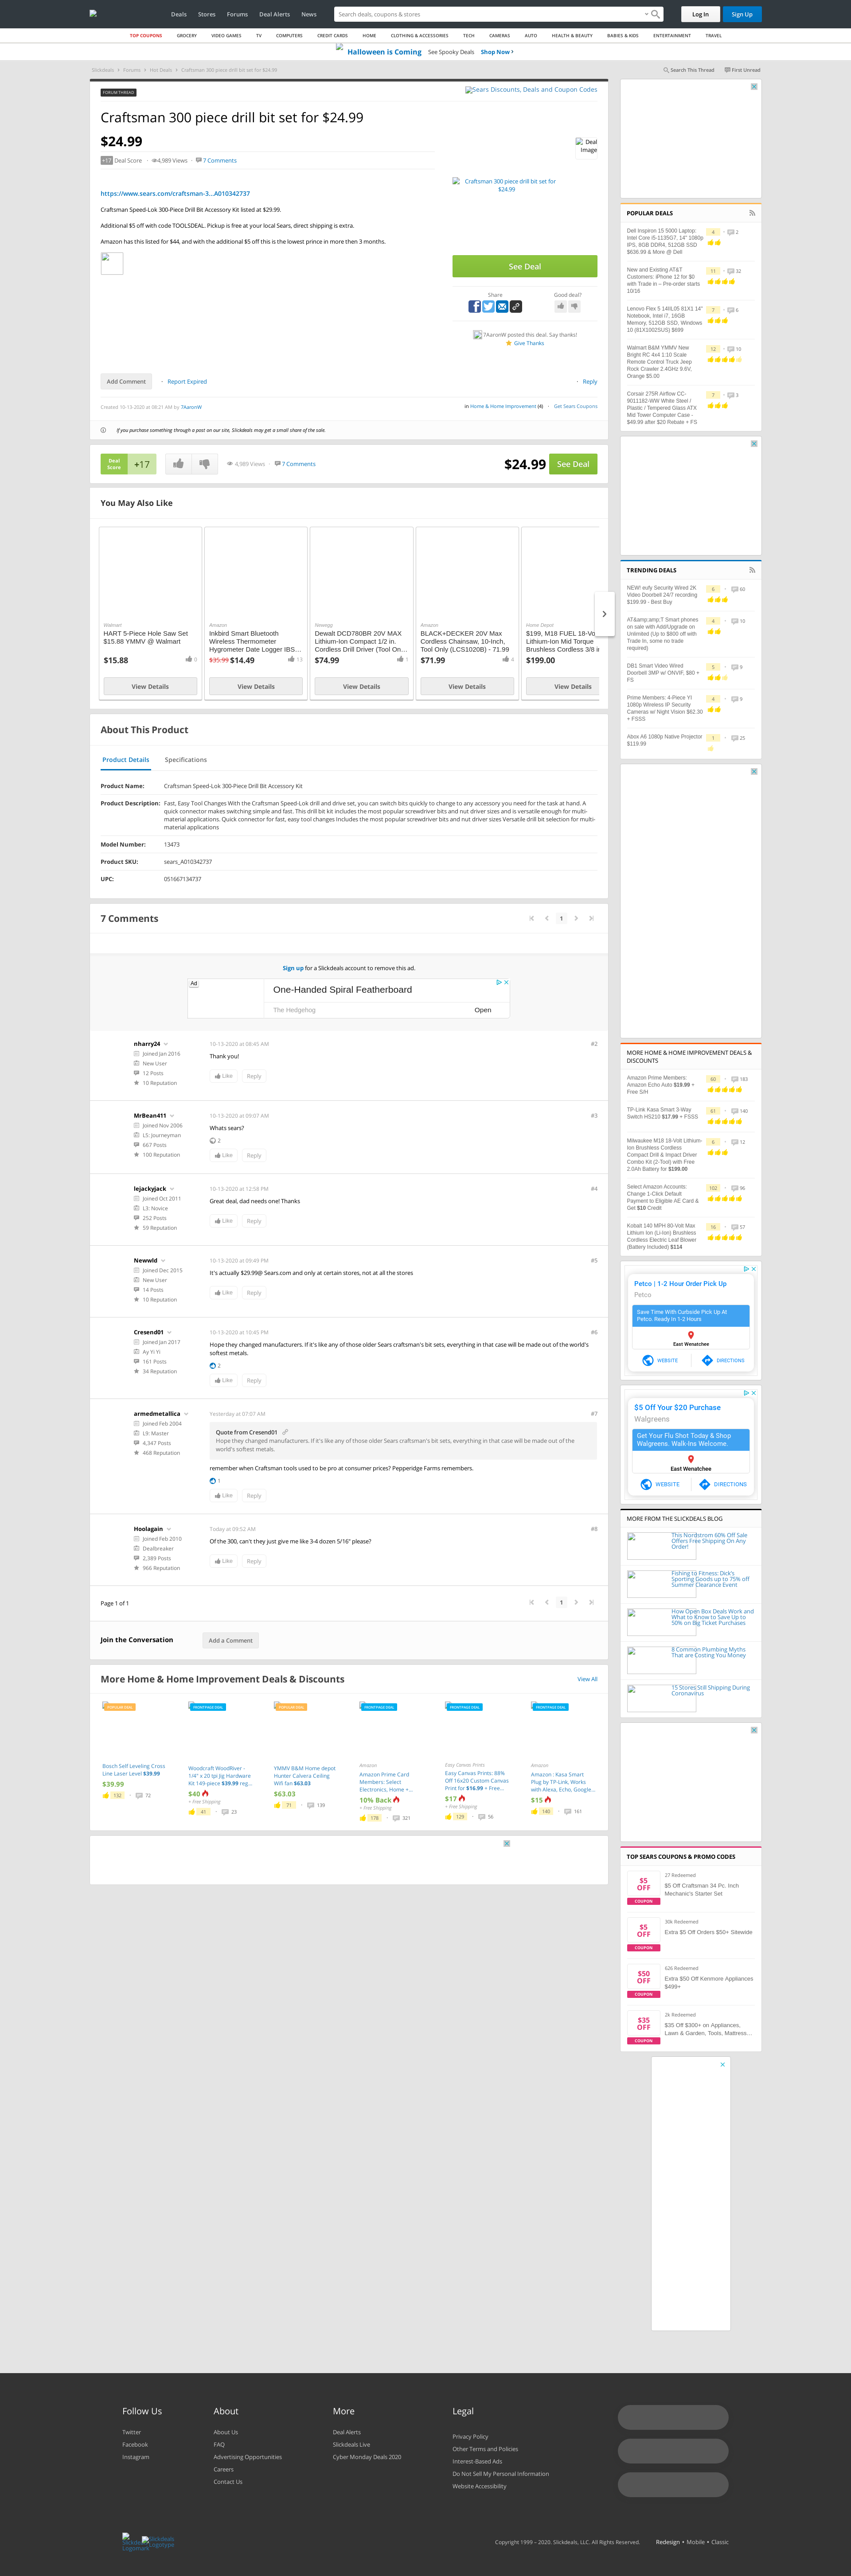 Deals
Stores
Forums
Deal Alerts
News
Search deals, coupons & stores
Log In
Sign Up
TOP COUPONS
GROCERY
VIDEO GAMES
TV
COMPUTERS
CREDIT CARDS
HOME
CLOTHING & ACCESSORIES
TECH
CAMERAS
AUTO
HEALTH & BEAUTY
BABIES & KIDS
ENTERTAINMENT
TRAVEL
Halloween is Coming See Spooky Deals Shop Now
Slickdeals > Forums > Hot Deals > Craftsman 300 piece drill bit set for $24.99
Search This Thread
First Unread
FORUM THREAD
Sears Discounts, Deals and Coupon Codes
Craftsman 300 piece drill bit set for $24.99
$24.99
+17 Deal Score
4,989 Views
7 Comments
Deal Image
https://www.sears.com/craftsman-3...A010342737
Craftsman Speed-Lok 300-Piece Drill Bit Accessory Kit listed at $29.99.
Additional $5 off with code TOOLSDEAL. Pickup is free at your local Sears, direct shipping is extra.
Amazon has this listed for $44, and with the additional $5 off this is the lowest price in more then 3 months.
Craftsman 300 piece drill bit set for $24.99
See Deal
Share
Good deal?
7AaronW posted this deal. Say thanks!
Give Thanks
Add Comment
Report Expired
Reply
Created 10-13-2020 at 08:21 AM by 7AaronW
in Home & Home Improvement (4)
Get Sears Coupons
If you purchase something through a post on our site, Slickdeals may get a small share of the sale.
Deal Score
+17
4,989 Views
7 Comments
$24.99
See Deal
You May Also Like
Walmart
HART 5-Piece Hole Saw Set $15.88 YMMV @ Walmart
$15.88
0
View Details
Amazon
Inkbird Smart Bluetooth Wireless Thermometer Hygrometer Date Logger IBS...
$35.99 $14.49
13
View Details
Newegg
Dewalt DCD780BR 20V MAX Lithium-Ion Compact 1/2 in. Cordless Drill Driver (Tool On...
$74.99
1
View Details
Amazon
BLACK+DECKER 20V Max Cordless Chainsaw, 10-Inch, Tool Only (LCS1020B) - 71.99
$71.99
4
View Details
Home Depot
$199, M18 FUEL 18-Vo
Lithium-Ion Mid Torque
Brushless Cordless 3/8 i
$199.00
View Details
About This Product
Product Details
Specifications
Product Name: Craftsman Speed-Lok 300-Piece Drill Bit Accessory Kit
Product Description: Fast, Easy Tool Changes With the Craftsman Speed-Lok drill and drive set, you can switch bits quickly to change to any accessory you need for the task at hand. A quick connector makes switching simple and fast. This drill bit kit includes the most popular screwdriver bits and nut driver sizes and is versatile enough for multi-material applications; Quick connector for fast, easy tool changes Includes the most popular screwdriver bits and nut driver sizes Versatile drill bit selection for multi-material applications
Model Number: 13473
Product SKU: sears_A010342737
UPC: 051667134737
7 Comments
1
Sign up for a Slickdeals account to remove this ad.
Ad
One-Handed Spiral Featherboard
The Hedgehog
Open
nharry24
Joined Jan 2016
New User
12 Posts
10 Reputation
10-13-2020 at 08:45 AM
#2
Thank you!
Like
Reply
MrBean411
Joined Nov 2006
L5: Journeyman
667 Posts
100 Reputation
10-13-2020 at 09:07 AM
#3
Whats sears?
2
Like
Reply
lejackyjack
Joined Oct 2011
L3: Novice
252 Posts
59 Reputation
10-13-2020 at 12:58 PM
#4
Great deal, dad needs one! Thanks
Like
Reply
Newwld
Joined Dec 2015
New User
14 Posts
10 Reputation
10-13-2020 at 09:49 PM
#5
It's actually $29.99@ Sears.com and only at certain stores, not at all the stores
Like
Reply
Cresend01
Joined Jan 2017
Ay Yi Yi
161 Posts
34 Reputation
10-13-2020 at 10:45 PM
#6
Hope they changed manufacturers. If it's like any of those older Sears craftsman's bit sets, everything in that case will be made out of the world's softest metals.
2
Like
Reply
armedmetallica
Joined Feb 2004
L9: Master
4,347 Posts
468 Reputation
Yesterday at 07:07 AM
#7
Quote from Cresend01
Hope they changed manufacturers. If it's like any of those older Sears craftsman's bit sets, everything in that case will be made out of the world's softest metals.
remember when Craftsman tools used to be pro at consumer prices? Pepperidge Farms remembers.
1
Like
Reply
Hoolagain
Joined Feb 2010
Dealbreaker
2,389 Posts
966 Reputation
Today at 09:52 AM
#8
Of the 300, can't they just give me like 3-4 dozen 5/16" please?
Like
Reply
Page 1 of 1
1
Join the Conversation
Add a Comment
More Home & Home Improvement Deals & Discounts
View All
POPULAR DEAL
Bosch Self Leveling Cross Line Laser Level $39.99
$39.99
132
72
FRONTPAGE DEAL
Woodcraft WoodRiver - 1/4" x 20 tpi Jig Hardware Kit 149-piece $39.99 reg...
$40
+ Free Shipping
41
23
POPULAR DEAL
YMMV B&M Home depot Hunter Calvera Ceiling Wifi fan $63.03
$63.03
71
139
FRONTPAGE DEAL
Amazon
Amazon Prime Card Members: Select Electronics, Home +...
10% Back
+ Free Shipping
178
321
FRONTPAGE DEAL
Easy Canvas Prints
Easy Canvas Prints: 88% Off 16x20 Custom Canvas Print for $16.99 + Free...
$17
+ Free Shipping
129
56
FRONTPAGE DEAL
Amazon
Amazon : Kasa Smart Plug by TP-Link, Works with Alexa, Echo, Google...
$15
140
161
POPULAR DEALS
Dell Inspiron 15 5000 Laptop: Intel Core i5-1135G7, 14" 1080p IPS, 8GB DDR4, 512GB SSD $636.99 & More @ Dell
4
2
New and Existing AT&T Customers: iPhone 12 for $0 with Trade in – Pre-order starts 10/16
11
32
Lenovo Flex 5 14IIL05 81X1 14" Notebook, Intel i7, 16GB Memory, 512GB SSD, Windows 10 (81X1002SUS) $699
7
6
Walmart B&M YMMV New Bright RC 4x4 1:10 Scale Remote Control Truck Jeep Rock Crawler 2.4GHz 9.6V, Orange $5.00
12
10
Corsair 275R Airflow CC-9011182-WW White Steel / Plastic / Tempered Glass ATX Mid Tower Computer Case - $49.99 after $20 Rebate + FS
7
3
TRENDING DEALS
NEW! eufy Security Wired 2K Video Doorbell 24/7 recording $199.99 - Best Buy
6
60
AT&amp;amp;T Smart phones on sale with Add/Upgrade on Unlimited (Up to $800 off with Trade In, some no trade required)
4
10
DB1 Smart Video Wired Doorbell 3MP w/ ONVIF, $80 + FS
5
9
Prime Members: 4-Piece YI 1080p Wireless IP Security Cameras w/ Night Vision $62.30 + FSSS
4
9
Abox A6 1080p Native Projector $119.99
1
25
MORE HOME & HOME IMPROVEMENT DEALS & DISCOUNTS
Amazon Prime Members: Amazon Echo Auto $19.99 + Free S/H
60
183
TP-Link Kasa Smart 3-Way Switch HS210 $17.99 + FSSS
61
140
Milwaukee M18 18-Volt Lithium-Ion Brushless Cordless Compact Drill & Impact Driver Combo Kit (2-Tool) with Free 2.0Ah Battery for $199.00
6
12
Select Amazon Accounts: Change 1-Click Default Payment to Eligible AE Card & Get $10 Credit
102
96
Kobalt 140 MPH 80-Volt Max Lithium Ion (Li-Ion) Brushless Cordless Electric Leaf Blower (Battery Included) $114
16
57
Petco | 1-2 Hour Order Pick Up
Petco
Save Time With Curbside Pick Up At Petco. Ready In 1-2 Hours
East Wenatchee
WEBSITE
DIRECTIONS
$5 Off Your $20 Purchase
Walgreens
Get Your Flu Shot Today & Shop Walgreens. Walk-Ins Welcome.
East Wenatchee
WEBSITE
DIRECTIONS
MORE FROM THE SLICKDEALS BLOG
This Nordstrom 60% Off Sale Offers Free Shipping On Any Order!
Fishing to Fitness: Dick's Sporting Goods up to 75% off Summer Clearance Event
How Open Box Deals Work and What to Know to Save Up to 50% on Big Ticket Purchases
8 Common Plumbing Myths That are Costing You Money
15 Stores Still Shipping During Coronavirus
TOP SEARS COUPONS & PROMO CODES
$5 OFF
COUPON
27 Redeemed
$5 Off Craftsman 34 Pc. Inch Mechanic's Starter Set
$5 OFF
COUPON
30k Redeemed
Extra $5 Off Orders $50+ Sitewide
$50 OFF
COUPON
626 Redeemed
Extra $50 Off Kenmore Appliances $499+
$35 OFF
COUPON
2k Redeemed
$35 Off $300+ on Appliances, Lawn & Garden, Tools, Mattress...
Follow Us
Twitter
Facebook
Instagram
About
About Us
FAQ
Advertising Opportunities
Careers
Contact Us
More
Deal Alerts
Slickdeals Live
Cyber Monday Deals 2020
Legal
Privacy Policy
Other Terms and Policies
Interest-Based Ads
Do Not Sell My Personal Information
Website Accessibility
Slickdeals Logomark
Slickdeals Logotype
Copyright 1999 – 2020. Slickdeals, LLC. All Rights Reserved.
Redesign • Mobile • Classic